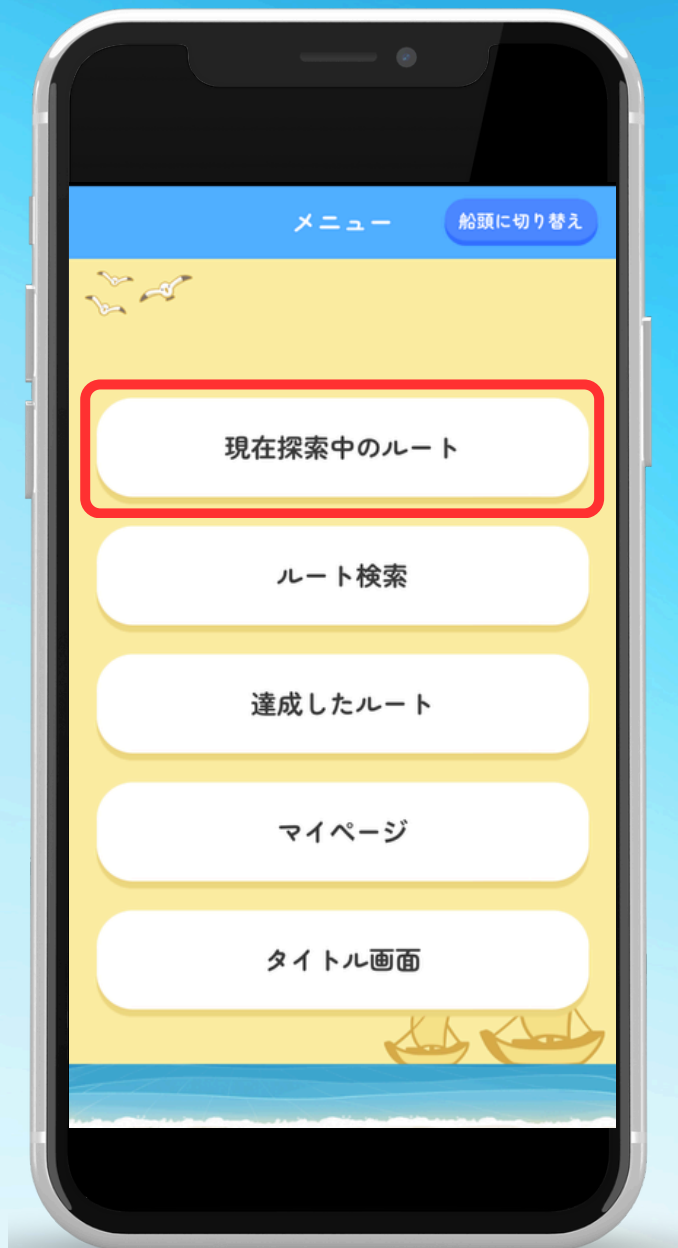 メニュー
船頭に切り替え
現在探索中のルート
ルート検索
達成したルート
マイページ
タイトル画面